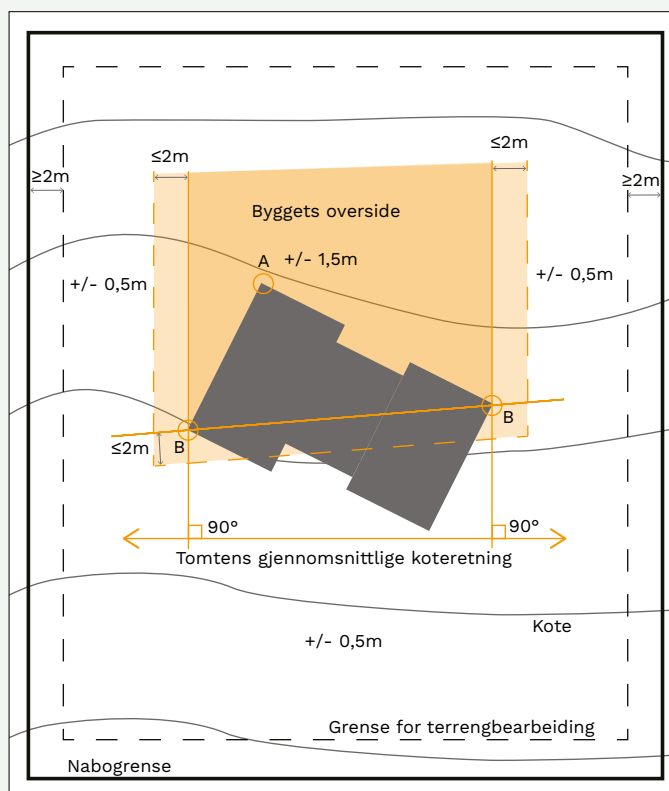 ≤2m
≤2m
≥2m
≥2m
Byggets overside
A
+/- 1,5m
+/- 0,5m
+/- 0,5m
B
B
≤2m
90°
90°
Tomtens gjennomsnittlige koteretning
Kote
+/- 0,5m
Grense for terrengbearbeiding
Nabogrense